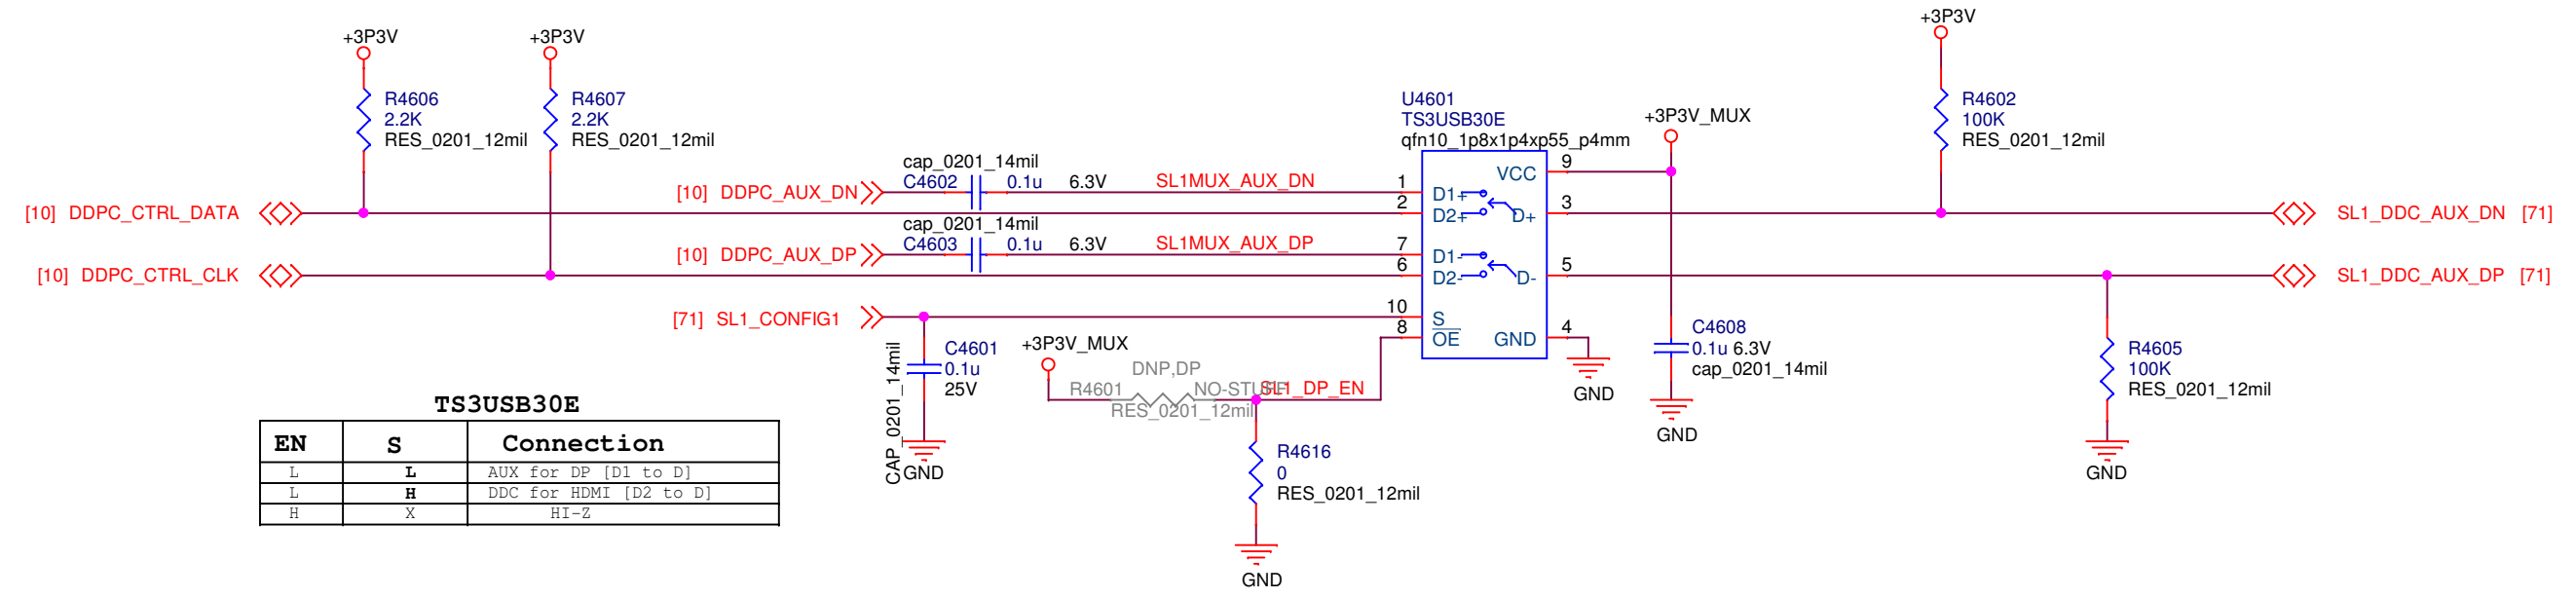 +3P3V
R4606
2.2K
RES_0201_12mil
+3P3V
R4607
2.2K
RES_0201_12mil
[10] DDPC_CTRL_DATA
[10] DDPC_CTRL_CLK
cap_0201_14mil
[10] DDPC_AUX_DN C4602 0.1u 6.3V SL1MUX_AUX_DN
cap_0201_14mil
[10] DDPC_AUX_DP C4603 0.1u 6.3V SL1MUX_AUX_DP
[71] SL1_CONFIG1
CAP_0201_14mil
C4601
0.1u
25V
GND
+3P3V_MUX
DNP,DP
R4601 NO-STUFF
RES_0201_12mil
SL1_DP_EN
R4616
0
RES_0201_12mil
GND
U4601
TS3USB30E
qfn10_1p8x1p4xp55_p4mm
1 D1+
2 D2+
7 D1-
6 D2-
10 S
8 OE
VCC 9
D+ 3
D- 5
GND 4
GND
+3P3V_MUX
C4608
0.1u 6.3V
cap_0201_14mil
GND
+3P3V
R4602
100K
RES_0201_12mil
SL1_DDC_AUX_DN [71]
SL1_DDC_AUX_DP [71]
R4605
100K
RES_0201_12mil
GND
TS3USB30E
EN S Connection
L L AUX for DP [D1 to D]
L H DDC for HDMI [D2 to D]
H X HI-Z